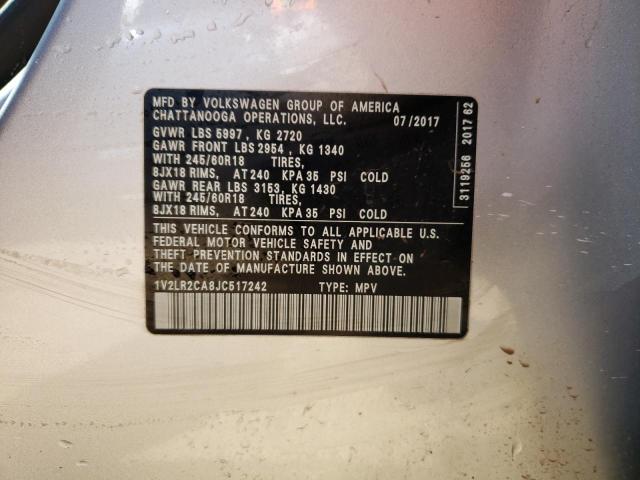 MFD BY VOLKSWAGEN GROUP OF AMERICA
CHATTANOOGA OPERATIONS, LLC. 07/2017
GVWR LBS 5997 , KG 2720
GAWR FRONT LBS 2954 , KG 1340
WITH 245/60R18 TIRES,
8JX18 RIMS, AT 240 KPA 35 PSI COLD
GAWR REAR LBS 3153, KG 1430
WITH 245/60R18 TIRES,
8JX18 RIMS, AT 240 KPA 35 PSI COLD
THIS VEHICLE CONFORMS TO ALL APPLICABLE U.S.
FEDERAL MOTOR VEHICLE SAFETY AND
THEFT PREVENTION STANDARDS IN EFFECT ON
THE DATE OF MANUFACTURE SHOWN ABOVE.
1V2LR2CA8JC517242 TYPE: MPV
3119256 2017 62